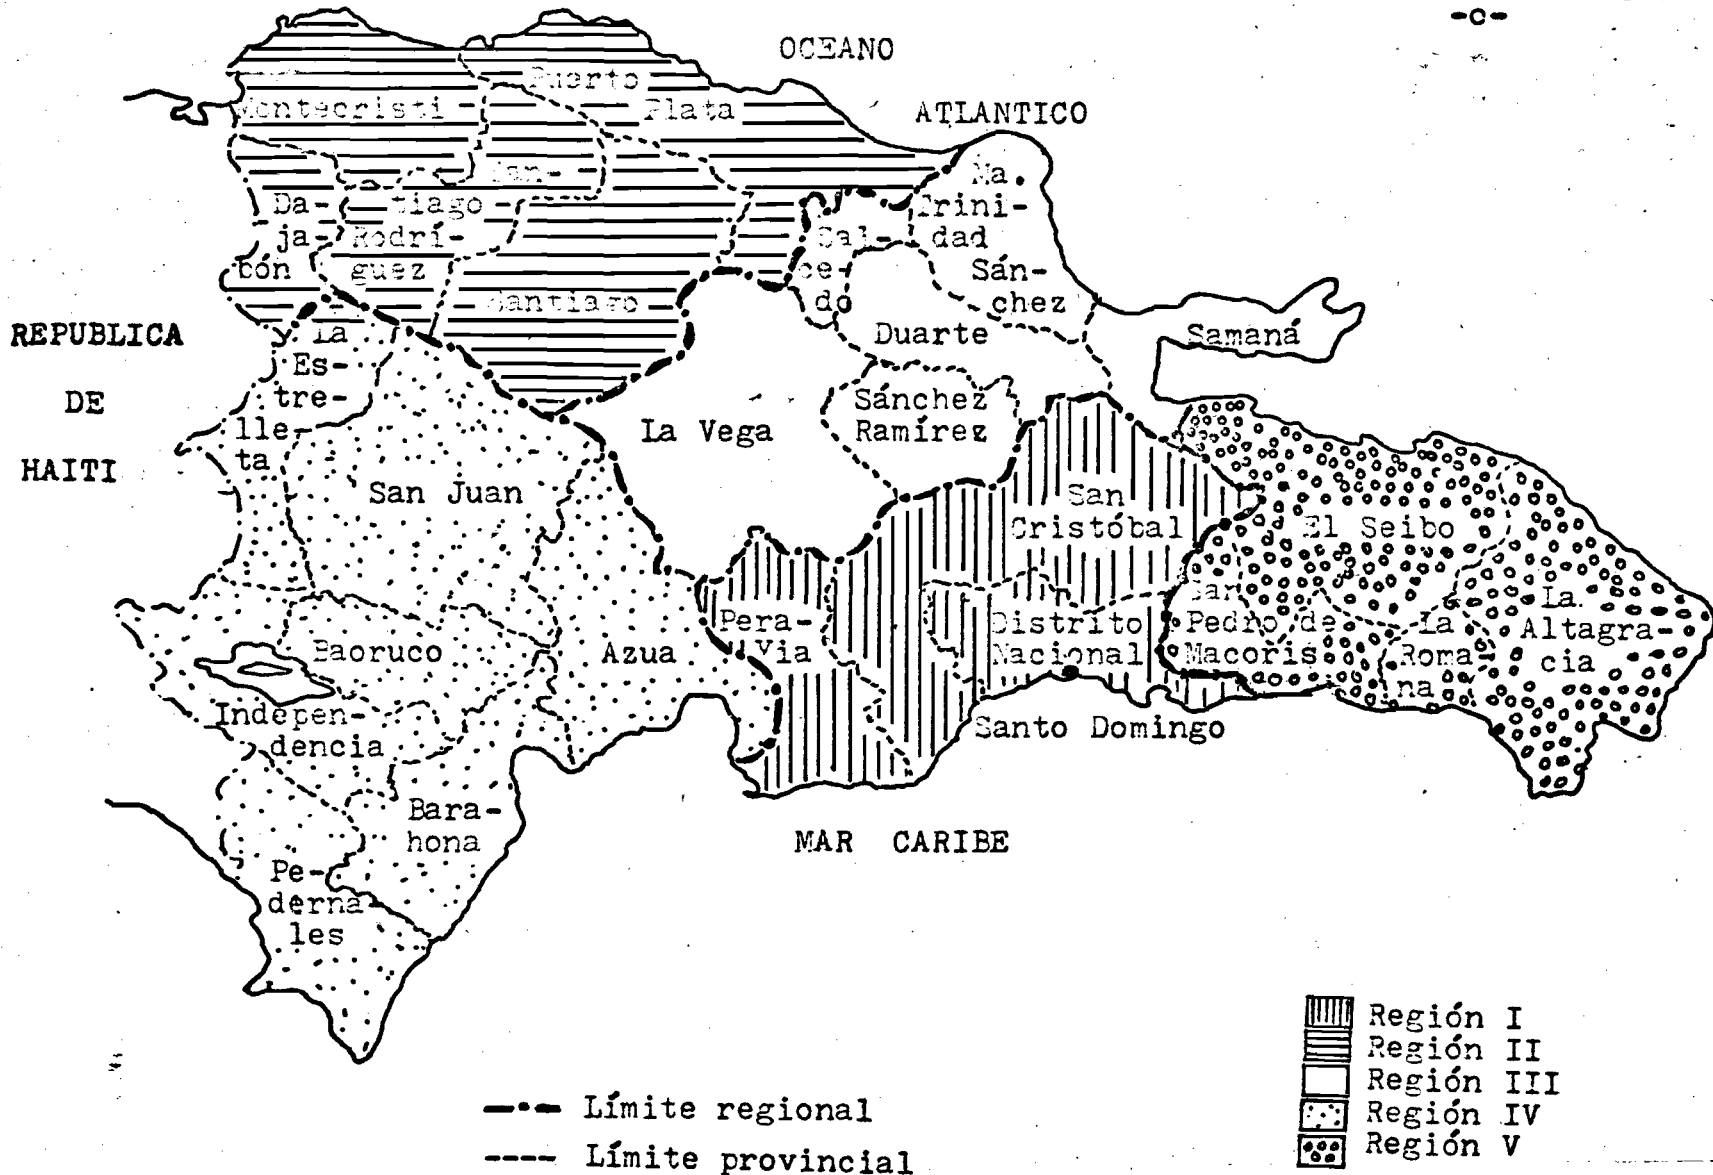 -c-
OCEANO
ATLANTICO
Puerto
Plata
Montecristi
San-
tiago
Rodrí-
guez
Da-
ja-
bón
Santiago
Ma.
Trini-
dad
Sán-
chez
Sal-
ce-
do
Duarte
Samaná
REPUBLICA
DE
HAITI
La
Es-
tre-
lle-
ta
La Vega
Sánchez
Ramírez
San Juan
San
Cristóbal
El Seibo
Baoruco
Azua
Pera-
via
Distrito
Nacional
San
Pedro de
Macoris
La
Roma-
na
La
Altagra-
cia
Indepen-
dencia
Santo Domingo
Bara-
hona
MAR CARIBE
Pe-
derna-
les
Región I
Región II
Región III
Región IV
Región V
Límite regional
Límite provincial